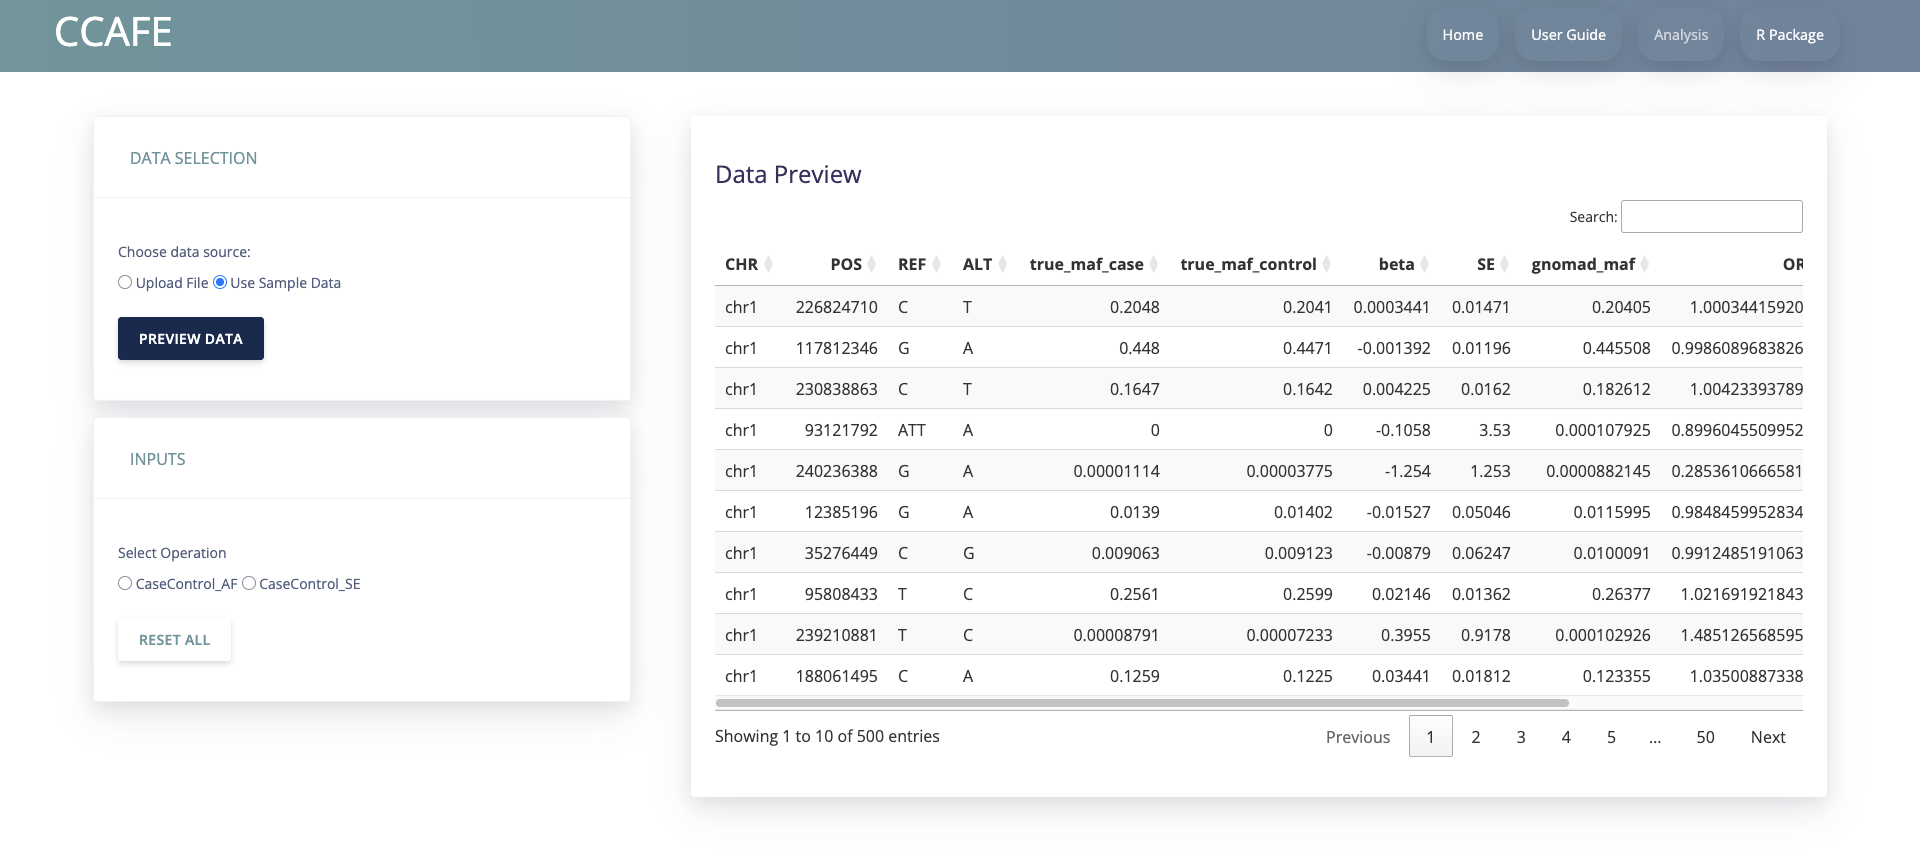 CCAFE
Home User Guide Analysis R Package
DATA SELECTION
Choose data source:
Upload File Use Sample Data
PREVIEW DATA
INPUTS
Select Operation
CaseControl_AF CaseControl_SE
RESET ALL
Data Preview
Search:
CHR POS REF ALT true_maf_case true_maf_control beta SE gnomad_maf OR
chr1 226824710 C T 0.2048 0.2041 0.0003441 0.01471 0.20405 1.00034415920
chr1 117812346 G A 0.448 0.4471 -0.001392 0.01196 0.445508 0.9986089683826
chr1 230838863 C T 0.1647 0.1642 0.004225 0.0162 0.182612 1.00423393789
chr1 93121792 ATT A 0 0 -0.1058 3.53 0.000107925 0.8996045509952
chr1 240236388 G A 0.00001114 0.00003775 -1.254 1.253 0.0000882145 0.2853610666581
chr1 12385196 G A 0.0139 0.01402 -0.01527 0.05046 0.0115995 0.9848459952834
chr1 35276449 C G 0.009063 0.009123 -0.00879 0.06247 0.0100091 0.9912485191063
chr1 95808433 T C 0.2561 0.2599 0.02146 0.01362 0.26377 1.021691921843
chr1 239210881 T C 0.00008791 0.00007233 0.3955 0.9178 0.000102926 1.485126568595
chr1 188061495 C A 0.1259 0.1225 0.03441 0.01812 0.123355 1.03500887338
Showing 1 to 10 of 500 entries
Previous 1 2 3 4 5 … 50 Next